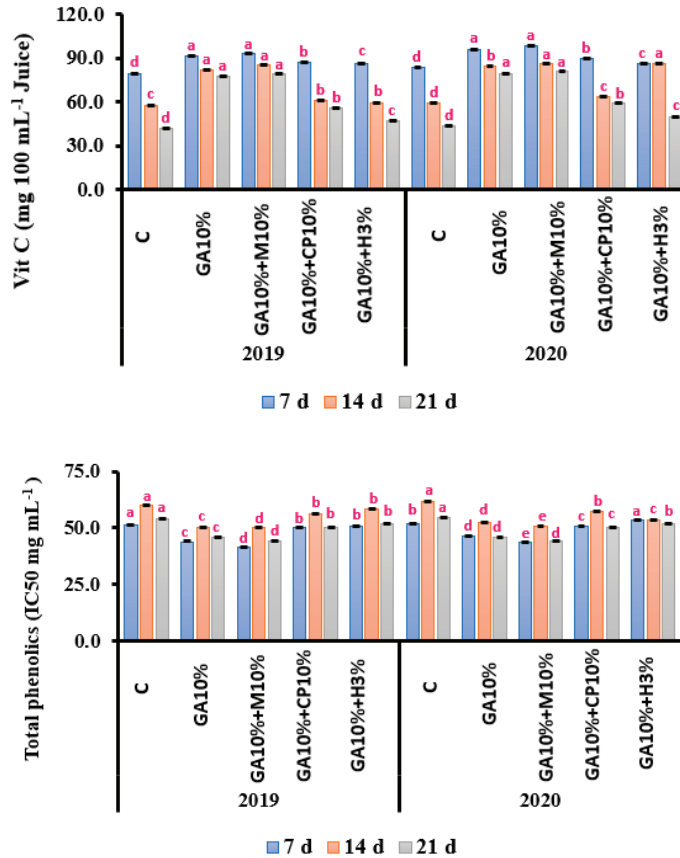 Vit C (mg 100 mL⁻¹ Juice)
120.0
90.0
60.0
30.0
0.0
d c d
a a a
a a a
b b b
c b c
d d d
a b a
a a a
b c b
c a c
C
GA10%
GA10%+M10%
GA10%+CP10%
GA10%+H3%
C
GA10%
GA10%+M10%
GA10%+CP10%
GA10%+H3%
2019
2020
7 d 14 d 21 d
Total phenolics (IC50 mg mL⁻¹)
75.0
50.0
25.0
0.0
a a a
c c c
d d d
b b b
b b b
b a a
d d d
e e d
c b c
a c b
C
GA10%
GA10%+M10%
GA10%+CP10%
GA10%+H3%
C
GA10%
GA10%+M10%
GA10%+CP10%
GA10%+H3%
2019
2020
7 d 14 d 21 d